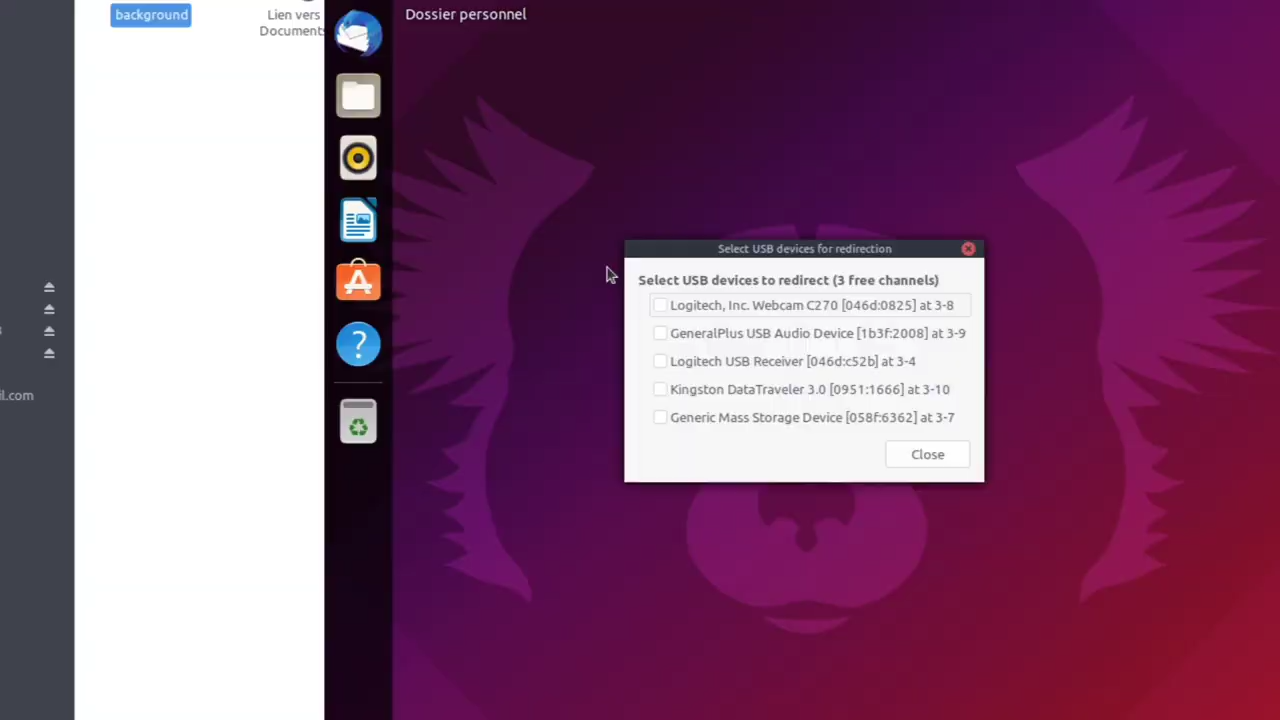 background
Lien vers
Documents
il.com
Dossier personnel
Select USB devices for redirection
Select USB devices to redirect (3 free channels)
Logitech, Inc. Webcam C270 [046d:0825] at 3-8
GeneralPlus USB Audio Device [1b3f:2008] at 3-9
Logitech USB Receiver [046d:c52b] at 3-4
Kingston DataTraveler 3.0 [0951:1666] at 3-10
Generic Mass Storage Device [058f:6362] at 3-7
Close